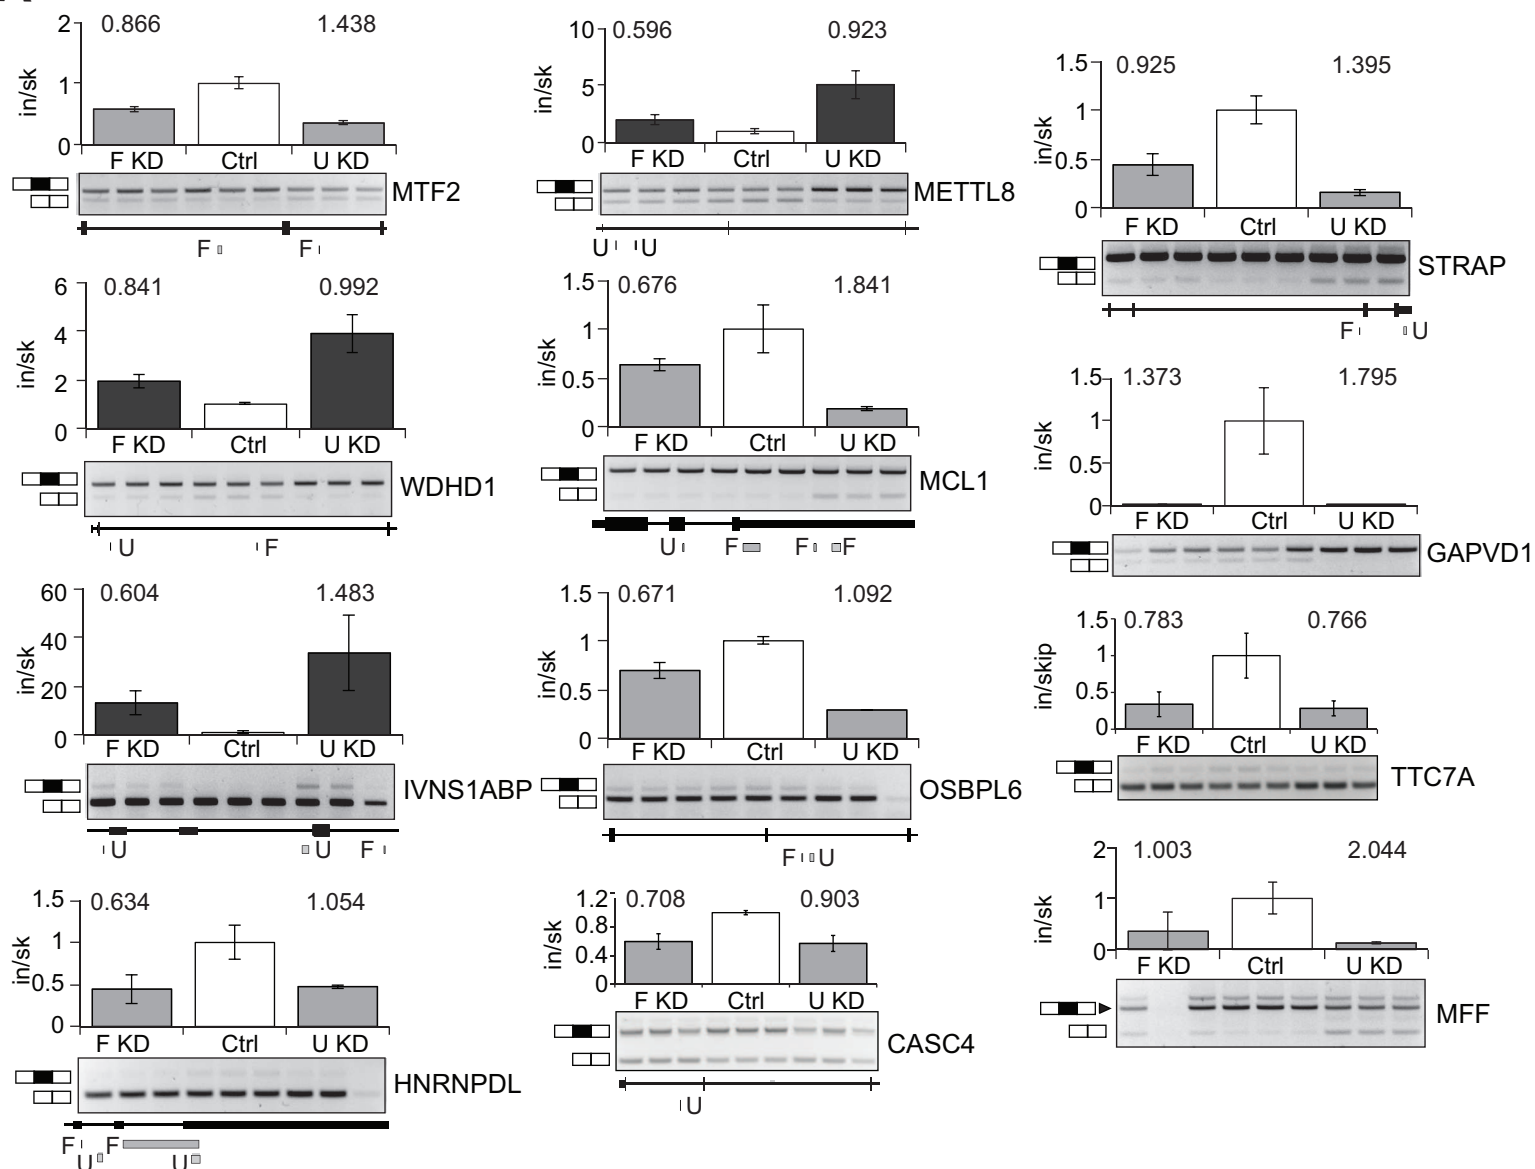 2 0.866 1.438
1
0
in/sk
F KD Ctrl U KD
MTF2
F F
6 0.841 0.992
4
2
0
in/sk
F KD Ctrl U KD
WDHD1
U F
60 0.604 1.483
40
20
0
in/sk
F KD Ctrl U KD
IVNS1ABP
U U F
1.5 0.634 1.054
1
0.5
0
in/sk
F KD Ctrl U KD
HNRNPDL
F F
U U
10 0.596 0.923
5
0
in/sk
F KD Ctrl U KD
METTL8
U U
1.5 0.676 1.841
1
0.5
0
in/sk
F KD Ctrl U KD
MCL1
U F F F
1.5 0.671 1.092
1
0.5
0
in/sk
F KD Ctrl U KD
OSBPL6
F U
1.2 0.708 0.903
0.8
0.4
0
in/sk
F KD Ctrl U KD
CASC4
U
1.5 0.925 1.395
1
0.5
0
in/sk
F KD Ctrl U KD
STRAP
F U
1.5 1.373 1.795
1
0.5
0
in/sk
F KD Ctrl U KD
GAPVD1
1.5 0.783 0.766
1
0.5
0
in/skip
F KD Ctrl U KD
TTC7A
2 1.003 2.044
1
0
in/sk
F KD Ctrl U KD
MFF